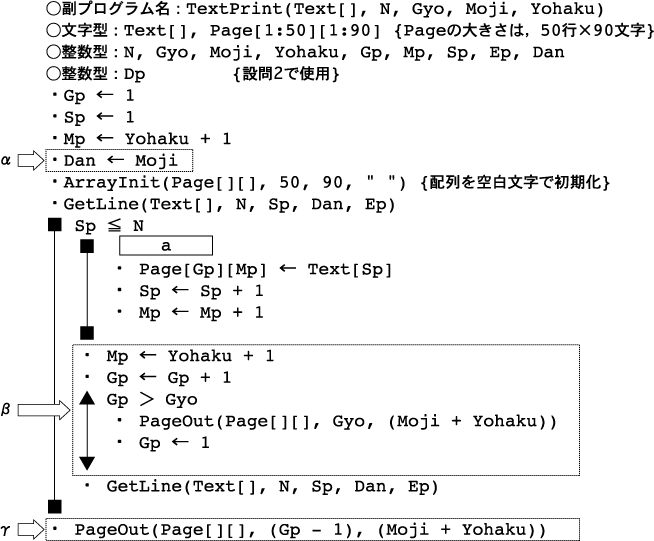 ○副プログラム名：TextPrint(Text[], N, Gyo, Moji, Yohaku)
○文字型：Text[], Page[1:50][1:90] {Pageの大きさは，50行×90文字}
○整数型：N, Gyo, Moji, Yohaku, Gp, Mp, Sp, Ep, Dan
○整数型：Dp {設問2で使用}
・Gp ← 1
・Sp ← 1
・Mp ← Yohaku + 1
α ・Dan ← Moji
・ArrayInit(Page[][], 50, 90, " ") {配列を空白文字で初期化}
・GetLine(Text[], N, Sp, Dan, Ep)
■ Sp ≦ N
■ a
・Page[Gp][Mp] ← Text[Sp]
・Sp ← Sp + 1
・Mp ← Mp + 1
■
・Mp ← Yohaku + 1
・Gp ← Gp + 1
▲ Gp ＞ Gyo
β ・PageOut(Page[][], Gyo, (Moji + Yohaku))
・Gp ← 1
▼
・GetLine(Text[], N, Sp, Dan, Ep)
■
γ ・PageOut(Page[][], (Gp - 1), (Moji + Yohaku))